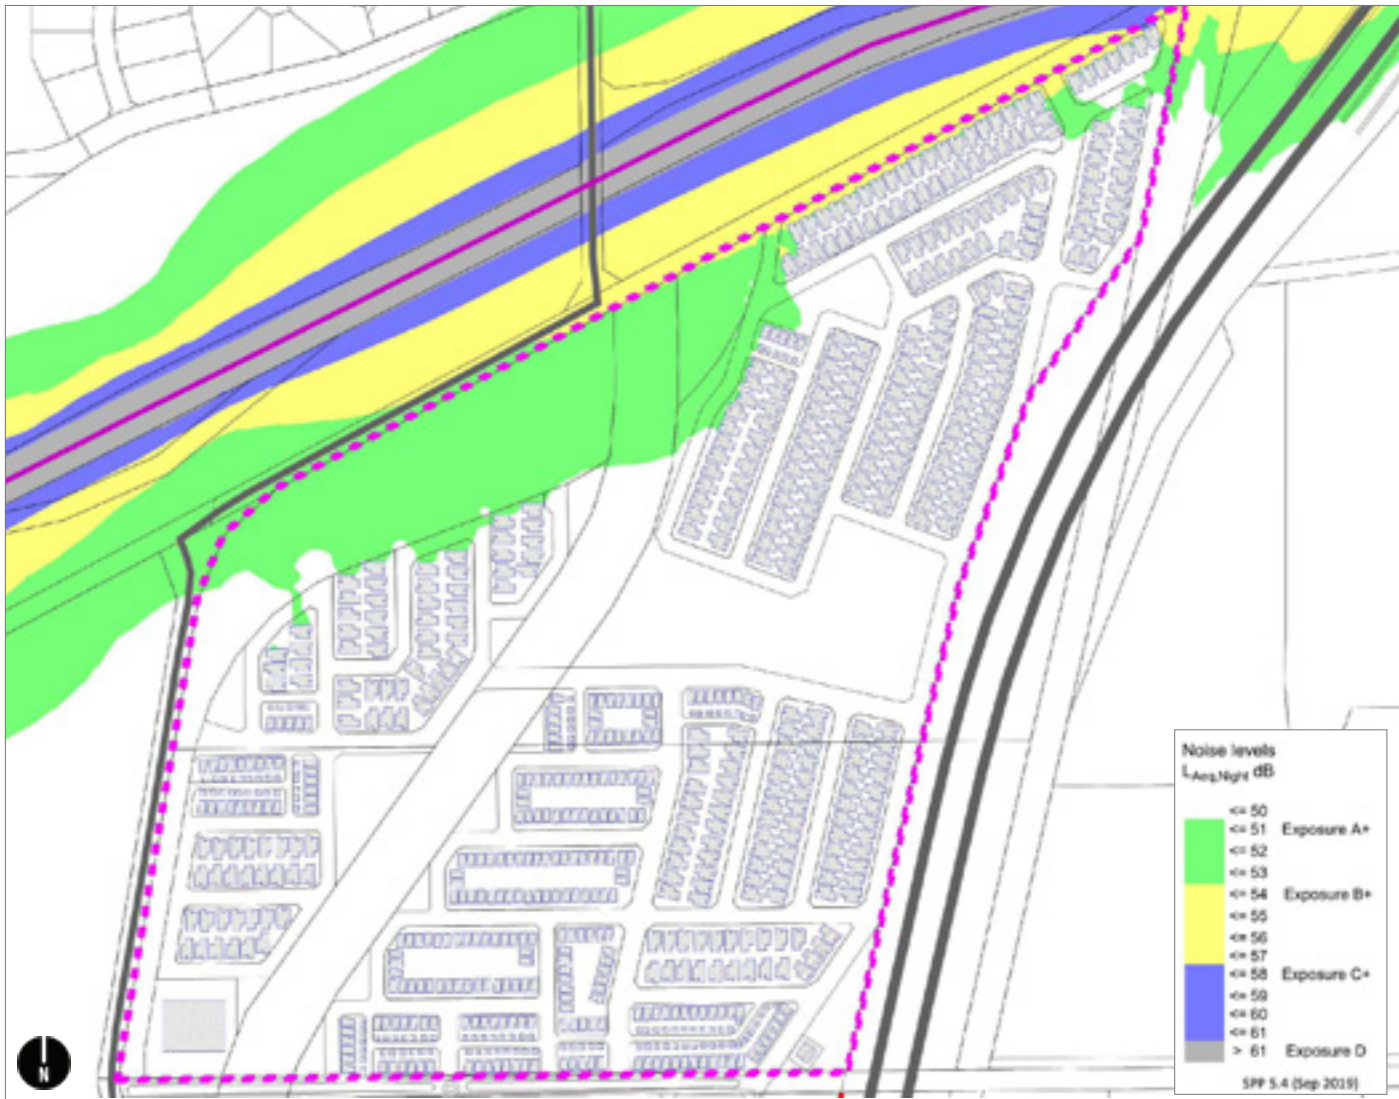 Noise levels
LAeq,Night dB
<= 50
<= 51 Exposure A+
<= 52
<= 53
<= 54 Exposure B+
<= 55
<= 56
<= 57
<= 58 Exposure C+
<= 59
<= 60
<= 61
> 61 Exposure D
SPP 5.4 (Sep 2019)
N